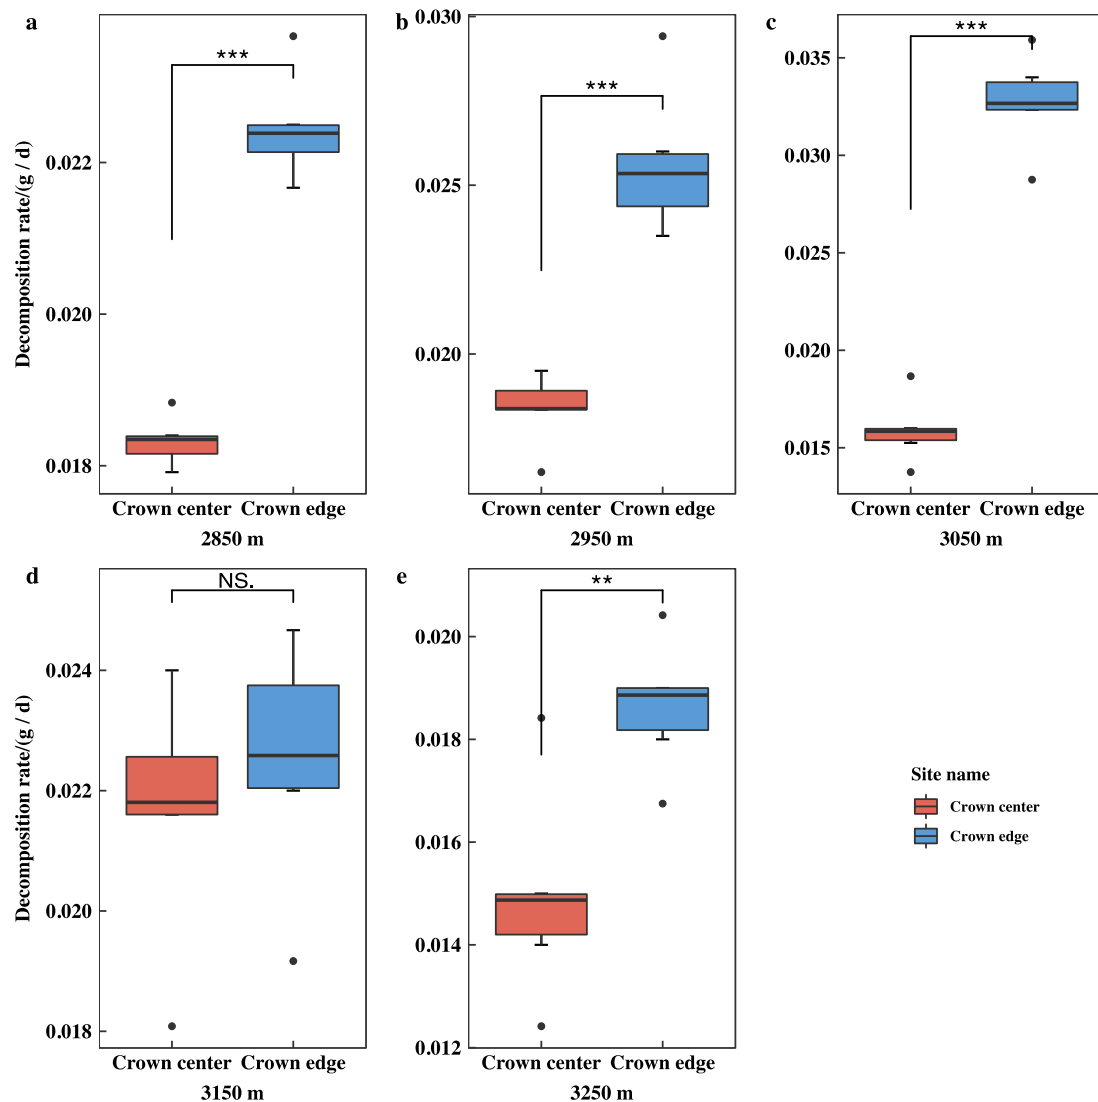 a
Decomposition rate/(g / d)
0.022
0.020
0.018
***
Crown center Crown edge
2850 m
b
0.030
0.025
0.020
***
Crown center Crown edge
2950 m
c
0.035
0.030
0.025
0.020
0.015
***
Crown center Crown edge
3050 m
d
Decomposition rate/(g / d)
0.024
0.022
0.020
0.018
NS.
Crown center Crown edge
3150 m
e
0.020
0.018
0.016
0.014
0.012
**
Crown center Crown edge
3250 m
Site name
Crown center
Crown edge